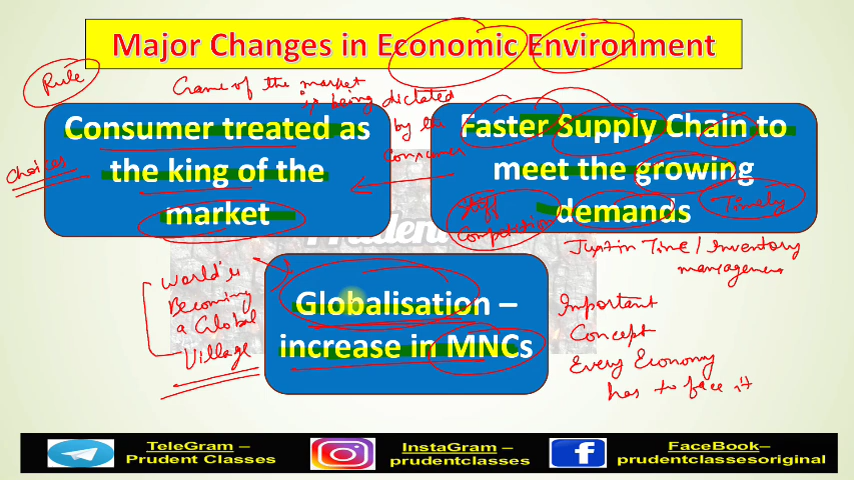 Major Changes in Economic Environment
Rule
Game of the market
is being dictated
by the
Consumer
Choices
Consumer treated as
the king of the
market
Faster Supply Chain to
meet the growing
demands
Stiff
Competition
Timely
Just in Time / Inventory
management
Prudent
World is
Becoming
a Global
Village
Globalisation –
increase in MNCs
Important
Concept
Every Economy
has to face it
TeleGram –
Prudent Classes
InstaGram –
prudentclasses
FaceBook–
prudentclassesoriginal